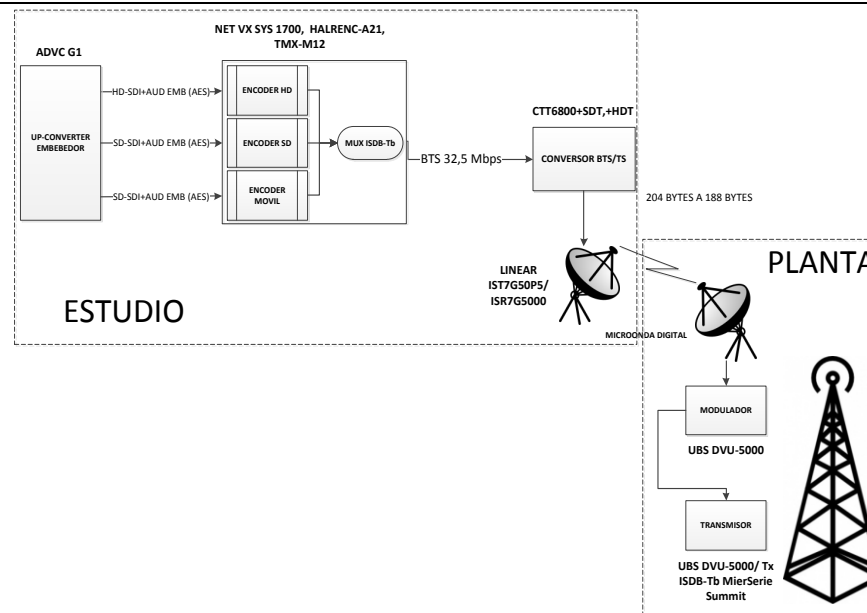 NET VX SYS 1700,  HALRENC-A21,
TMX-M12
ADVC G1
UP-CONVERTER
EMBEBEDOR
HD-SDI+AUD EMB (AES)
SD-SDI+AUD EMB (AES)
SD-SDI+AUD EMB (AES)
ENCODER HD
ENCODER SD
ENCODER
MOVIL
MUX ISDB-Tb
BTS 32,5 Mbps
CTT6800+SDT,+HDT
CONVERSOR BTS/TS
204 BYTES A 188 BYTES
LINEAR
IST7G50P5/
ISR7G5000
ESTUDIO
PLANTA
MICROONDA DIGITAL
MODULADOR
UBS DVU-5000
TRANSMISOR
UBS DVU-5000/ Tx
ISDB-Tb MierSerie
Summit